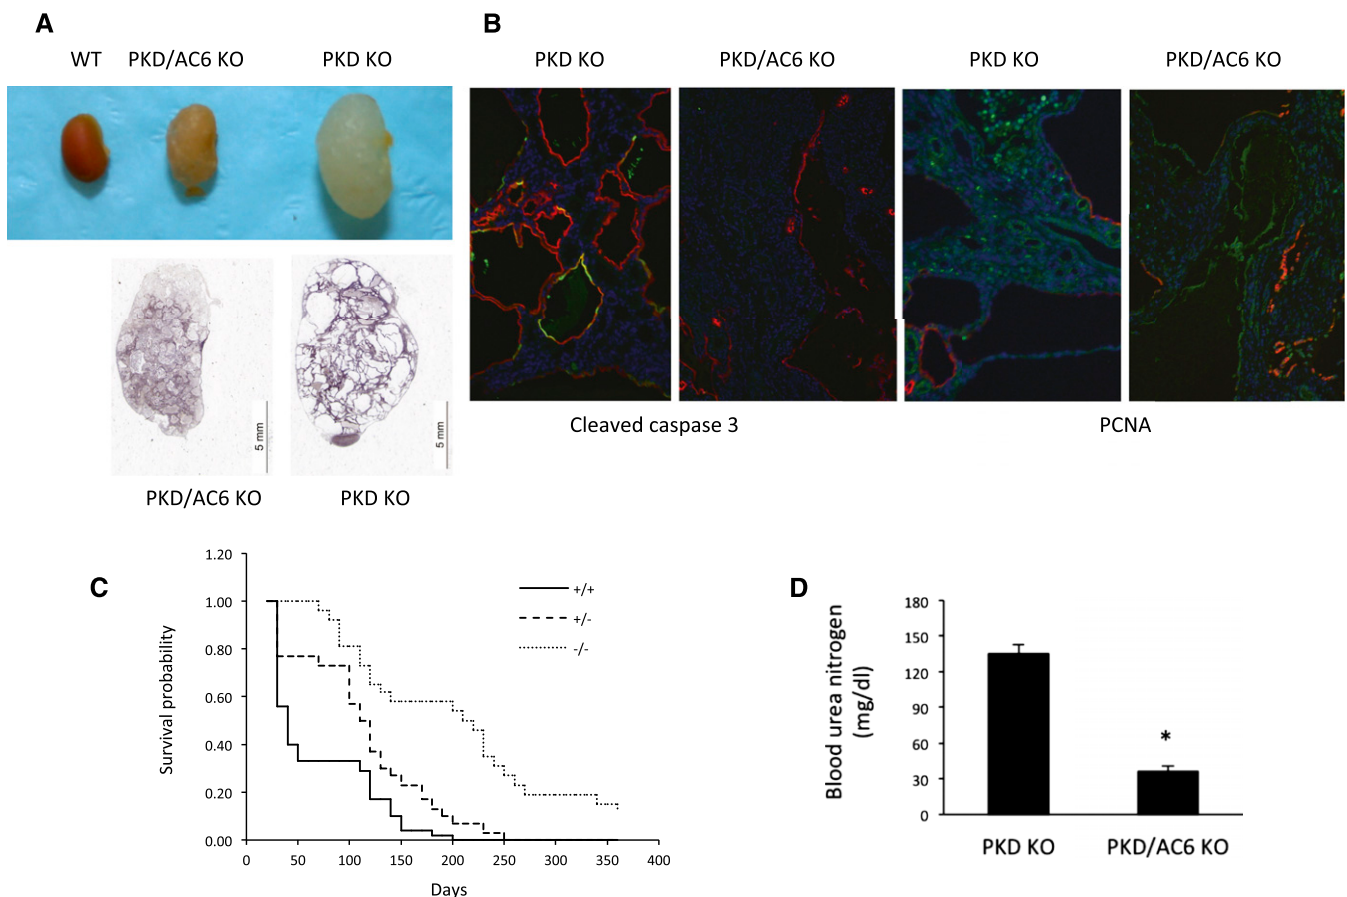 A
WT PKD/AC6 KO PKD KO
5 mm
5 mm
PKD/AC6 KO PKD KO
B
PKD KO PKD/AC6 KO PKD KO PKD/AC6 KO
Cleaved caspase 3 PCNA
C
Survival probbability
1.20
1.00
0.80
0.60
0.40
0.20
0.00
0 50 100 150 200 250 300 350 400
Days
+/+
+/-
-/-
D
Blood urea nitrogen
(mg/dl)
180
150
120
90
60
30
0
*
PKD KO PKD/AC6 KO